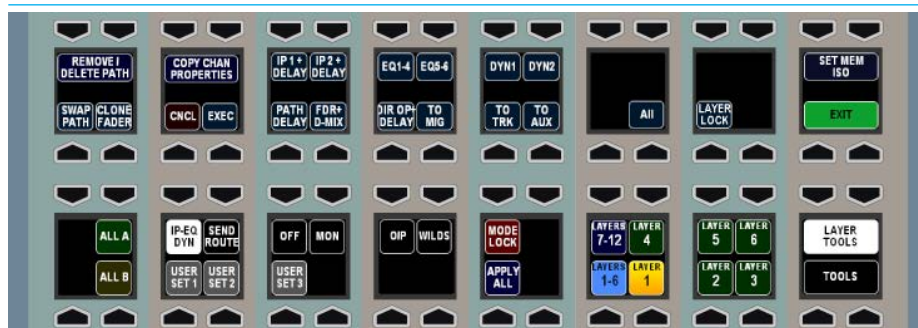 REMOVE /
DELETE PATH
COPY CHAN
PROPERTIES
IP 1 +
DELAY
IP 2 +
DELAY
EQ1-4
EQ5-6
DYN1
DYN2
SET MEM
ISO
SWAP
PATH
CLONE
FADER
CNCL
EXEC
PATH
DELAY
FDR+
D-MIX
DIR OP+
DELAY
TO
MIG
TO
TRK
TO
AUX
All
LAYER
LOCK
EXIT
ALL A
IP-EQ
DYN
SEND
ROUTE
OFF
MON
OIP
WILDS
MODE
LOCK
LAYERS
7-12
LAYER
4
LAYER
5
LAYER
6
LAYER
TOOLS
ALL B
USER
SET 1
USER
SET 2
USER
SET 3
APPLY
ALL
LAYERS
1-6
LAYER
1
LAYER
2
LAYER
3
TOOLS